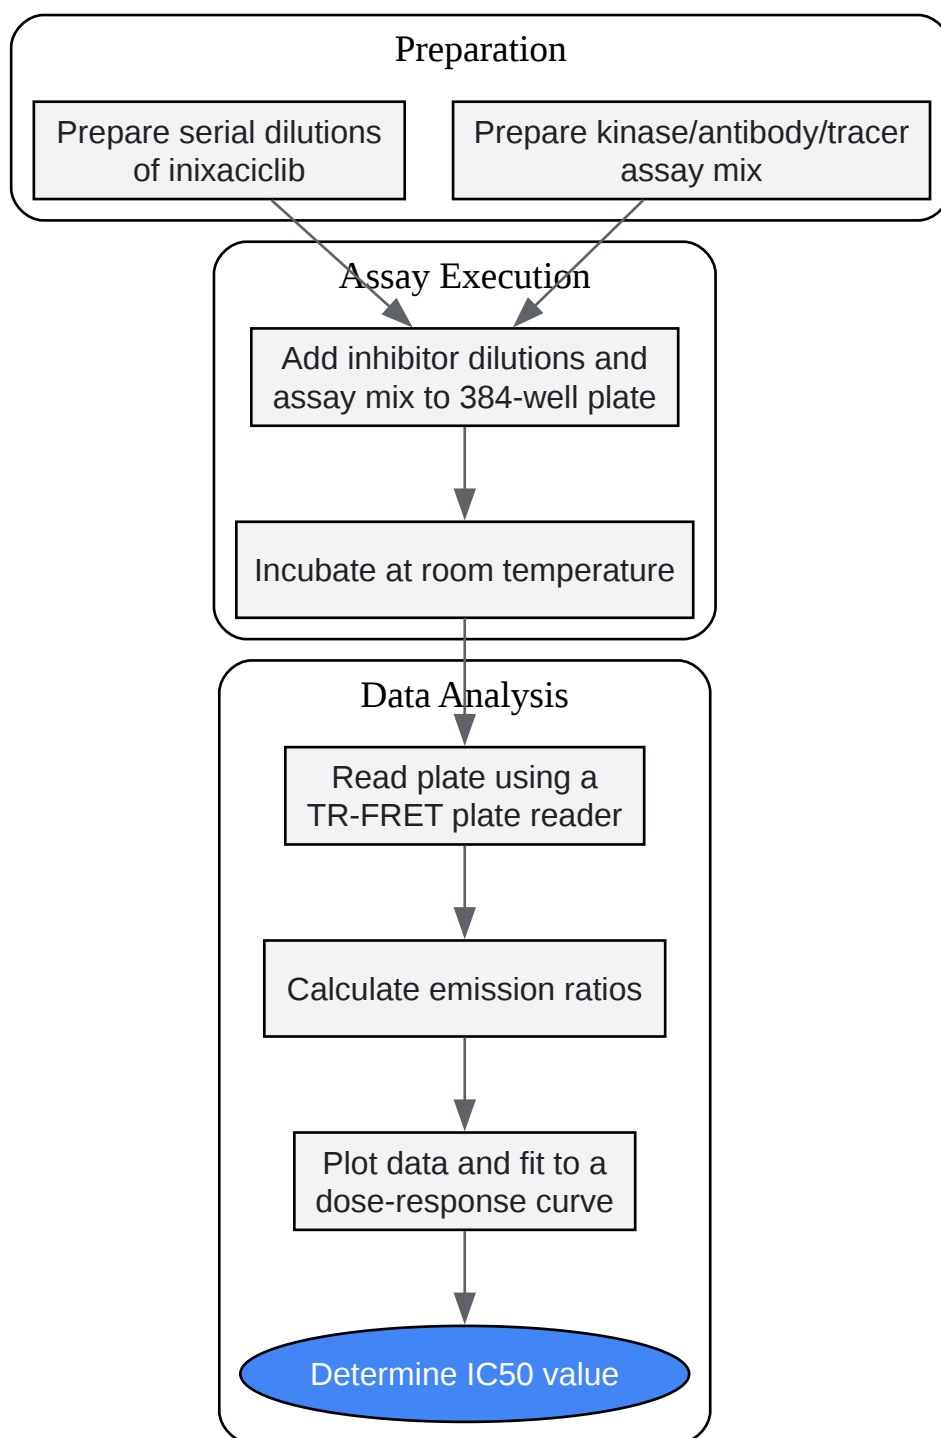 Preparation
Prepare serial dilutions
of inixaciclib
Prepare kinase/antibody/tracer
assay mix
Assay Execution
Add inhibitor dilutions and
assay mix to 384-well plate
Incubate at room temperature
Data Analysis
Read plate using a
TR-FRET plate reader
Calculate emission ratios
Plot data and fit to a
dose-response curve
Determine IC50 value